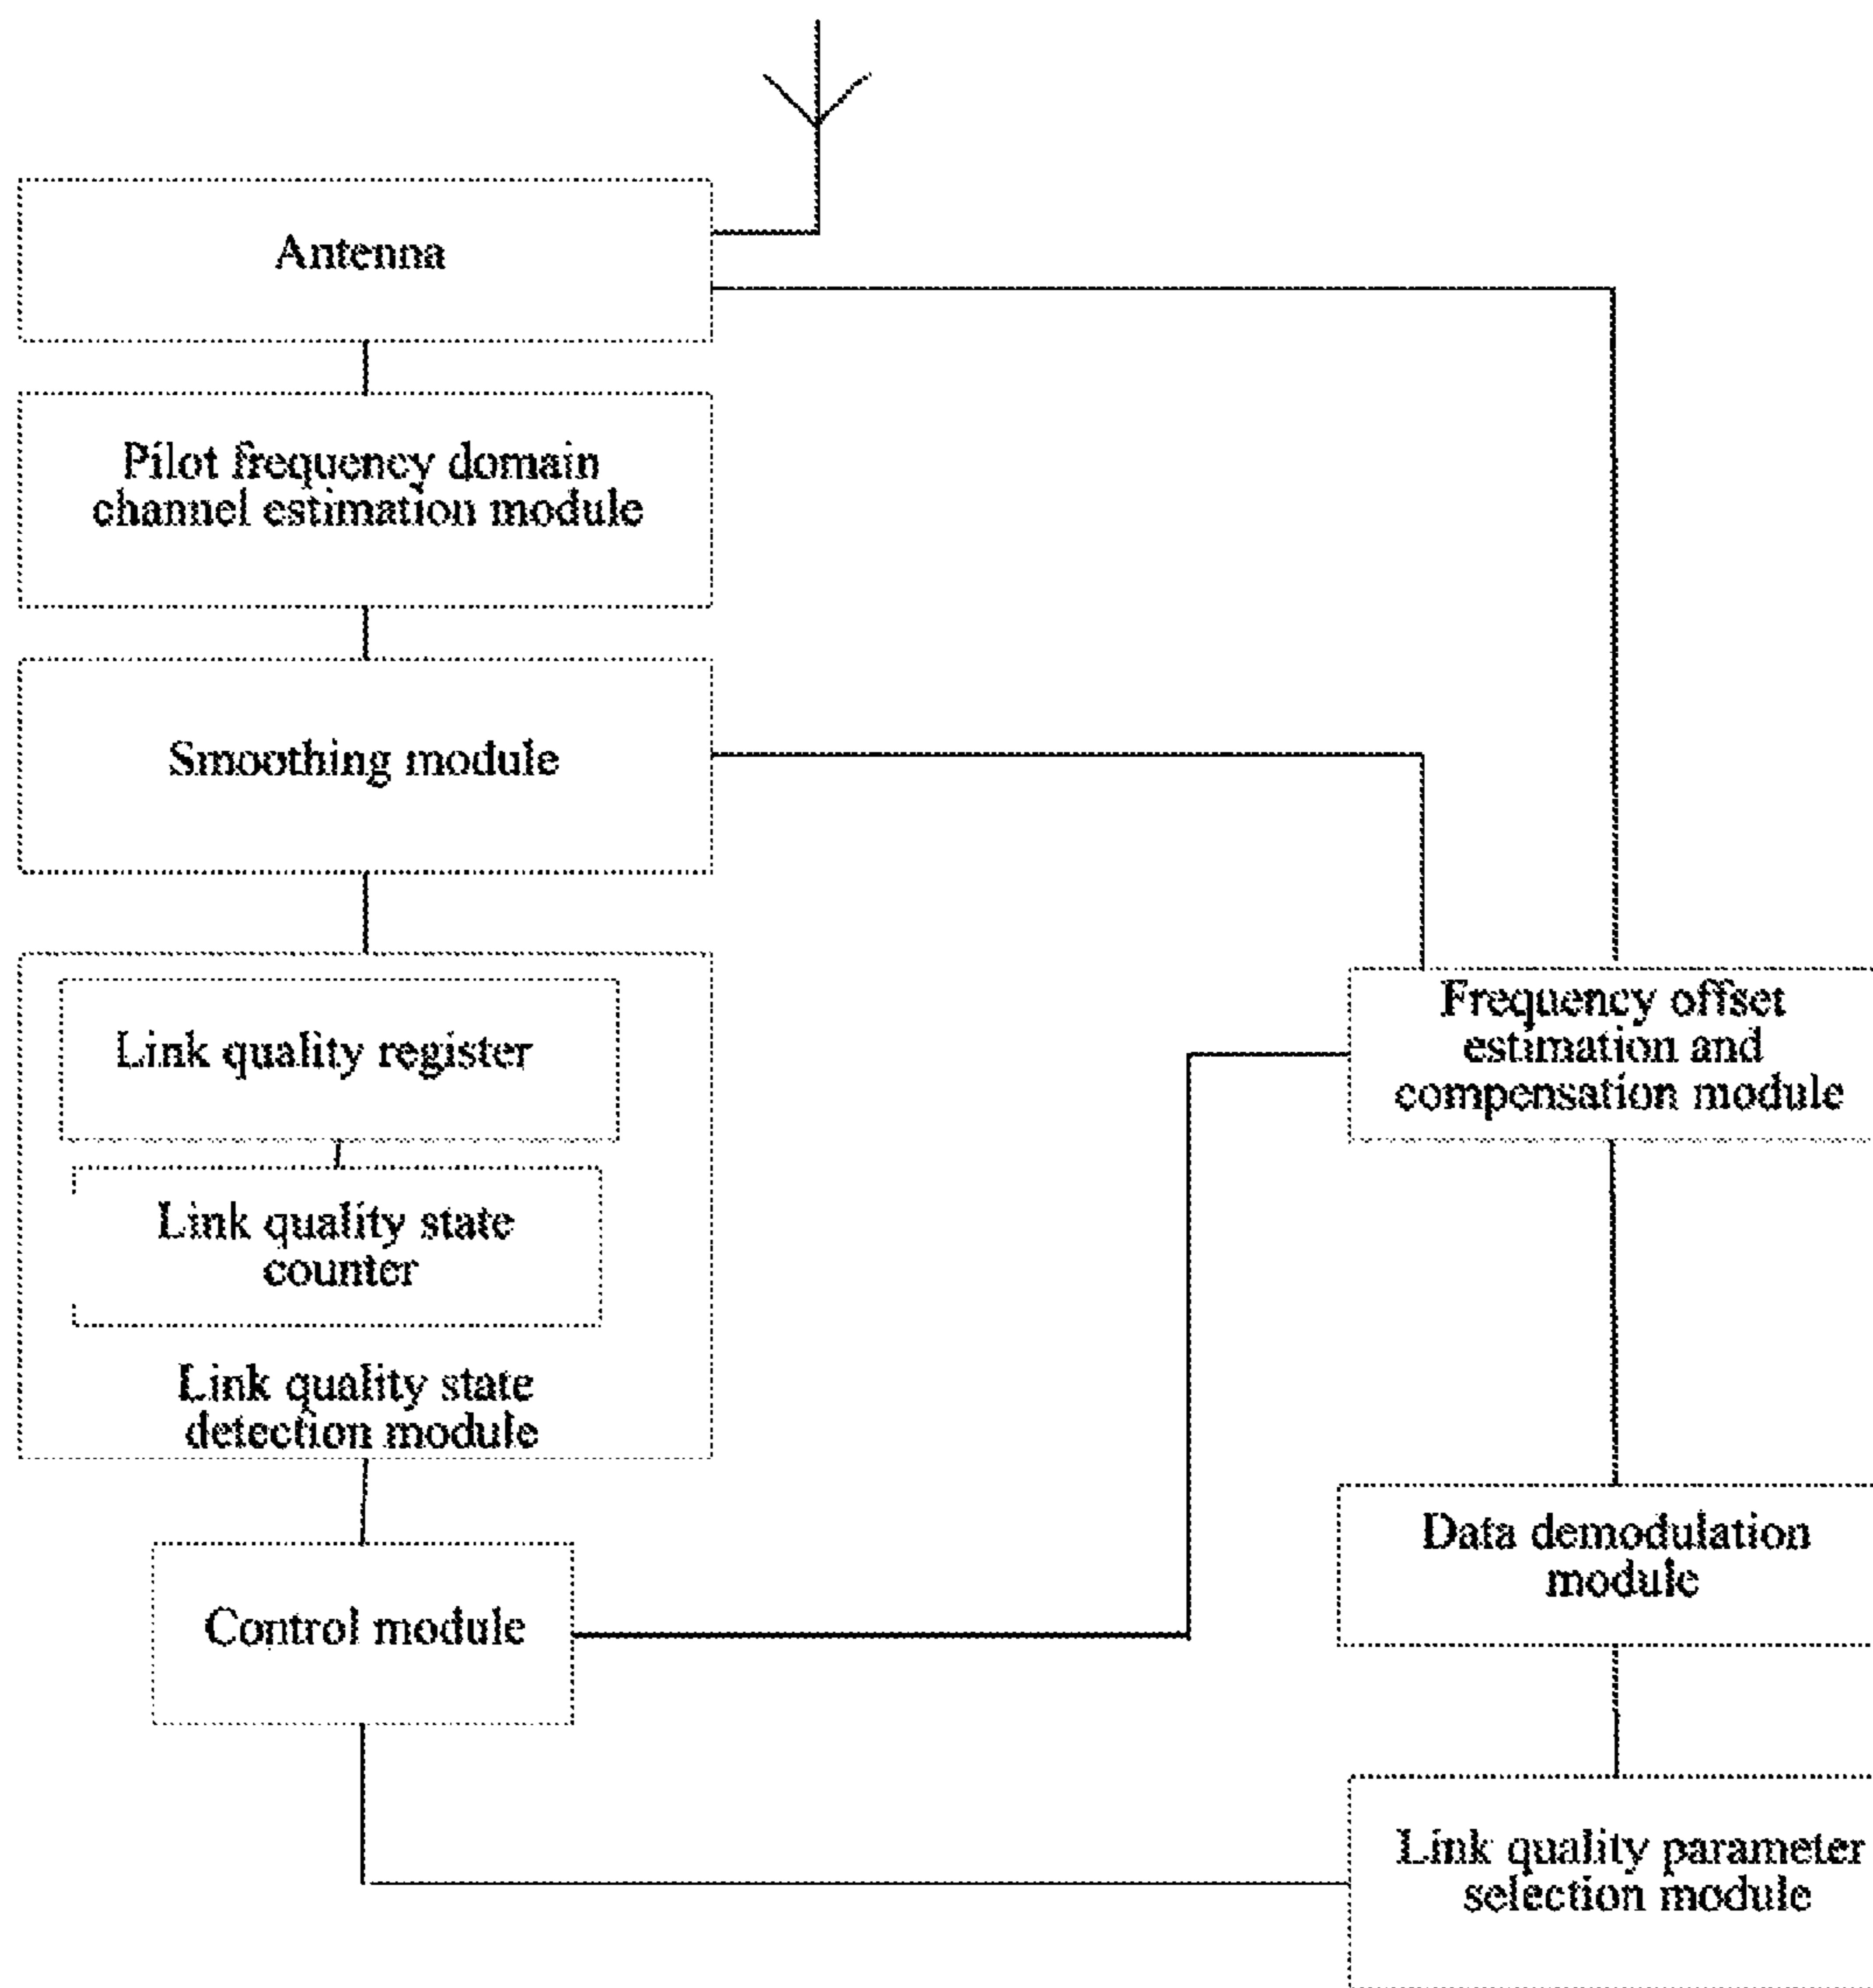 Antenna
Pilot frequency domain
channel estimation module
Smoothing module
Link quality register
Link quality state
counter
Link quality state
detection module
Control module
Frequency offset
estimation and
compensation module
Data demodulation
module
Link quality parameter
selection module